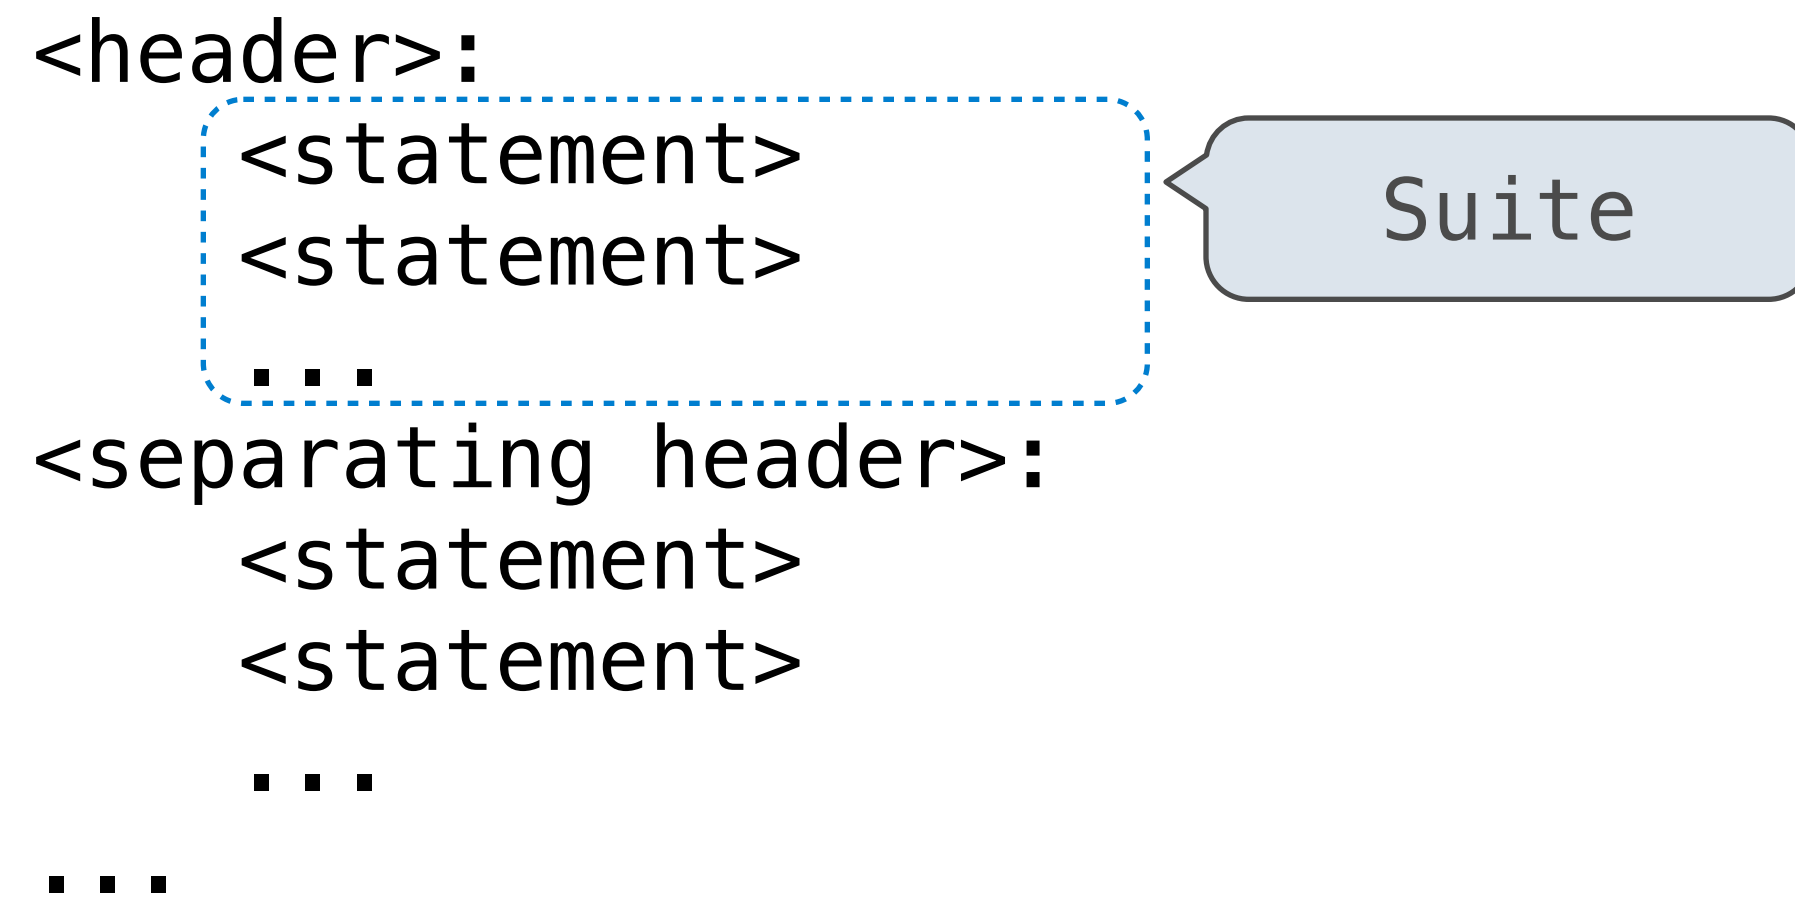 <header>:
    <statement>
    <statement>
    ...
<separating header>:
    <statement>
    <statement>
    ...
...
Suite